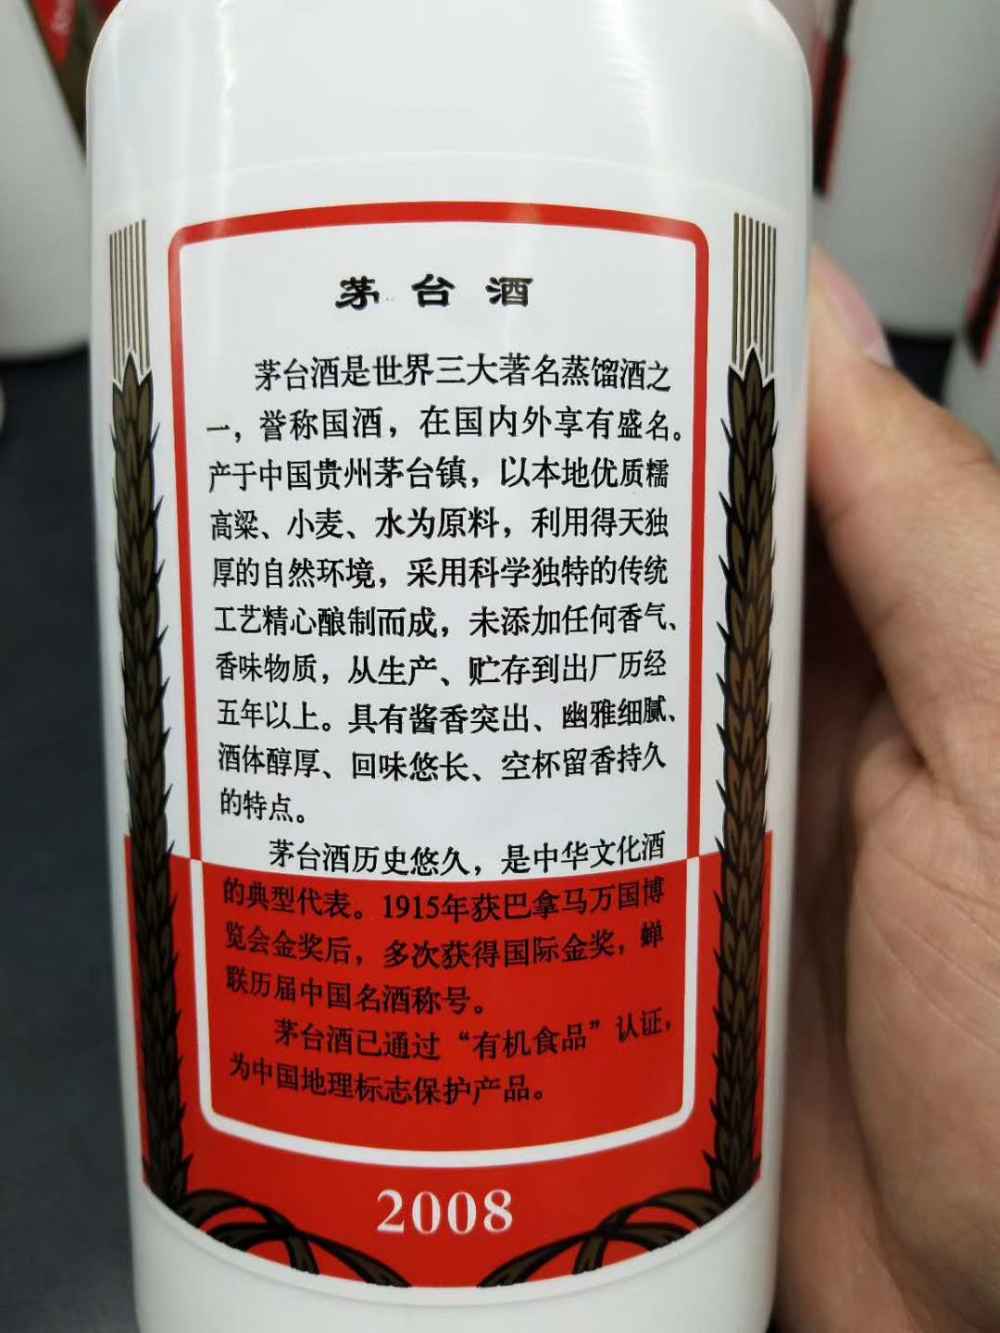 茅台酒
茅台酒是世界三大著名蒸馏酒之
一，誉称国酒，在国内外享有盛名。
产于中国贵州茅台镇，以本地优质糯
高粱、小麦、水为原料，利用得天独
厚的自然环境，采用科学独特的传统
工艺精心酿制而成，未添加任何香气、
香味物质，从生产、贮存到出厂历经
五年以上。具有酱香突出、幽雅细腻、
酒体醇厚、回味悠长、空杯留香持久
的特点。
茅台酒历史悠久，是中华文化酒
的典型代表。1915年获巴拿马万国博
览会金奖后，多次获得国际金奖，蝉
联历届中国名酒称号。
茅台酒已通过“有机食品”认证，
为中国地理标志保护产品。
2008